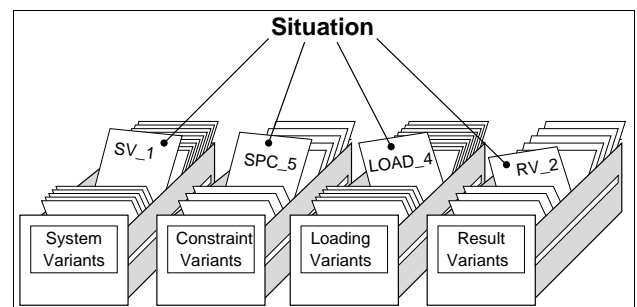 Situation
SV_1
SPC_5
LOAD_4
RV_2
System
Variants
Constraint
Variants
Loading
Variants
Result
Variants